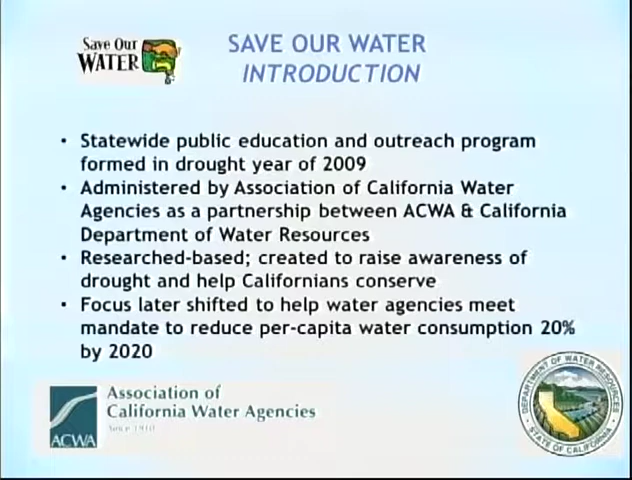 Save Our
WATER
SAVE OUR WATER
INTRODUCTION
• Statewide public education and outreach program
formed in drought year of 2009
• Administered by Association of California Water
Agencies as a partnership between ACWA & California
Department of Water Resources
• Researched-based; created to raise awareness of
drought and help Californians conserve
• Focus later shifted to help water agencies meet
mandate to reduce per-capita water consumption 20%
by 2020
ACWA
Association of
California Water Agencies
Since 1910
DEPARTMENT OF WATER RESOURCES
STATE OF CALIFORNIA